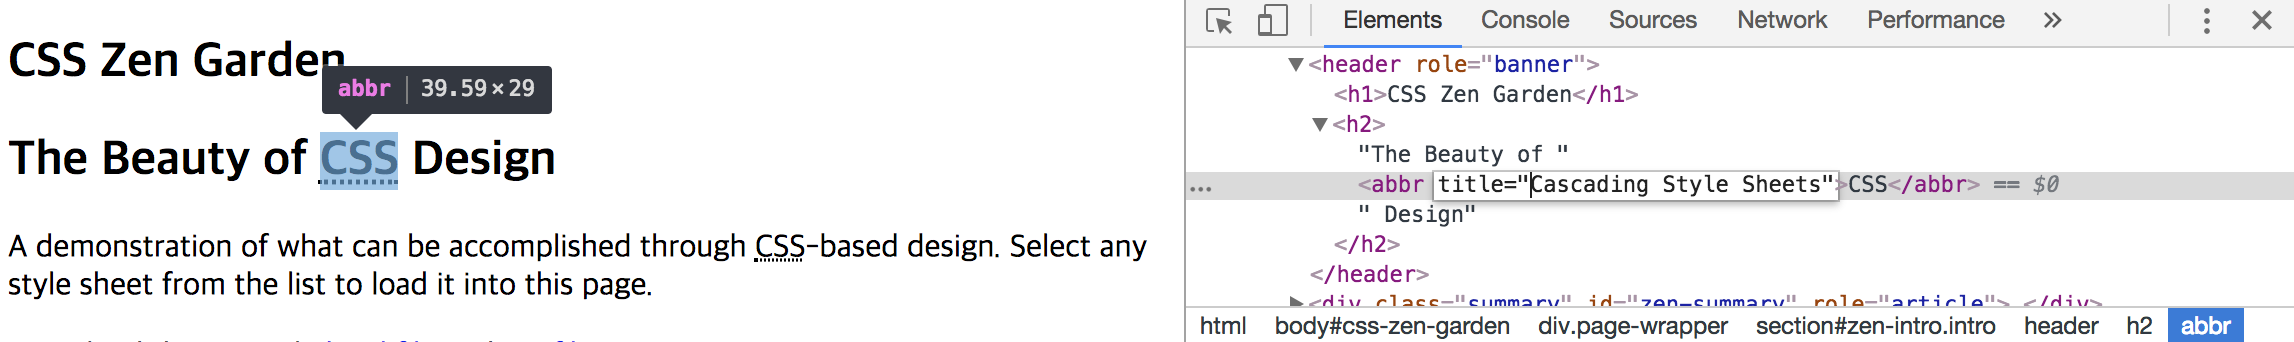 CSS Zen Garden
abbr 39.59×29
The Beauty of CSS Design
A demonstration of what can be accomplished through CSS-based design. Select any
style sheet from the list to load it into this page.
Elements Console Sources Network Performance »
▼<header role="banner">
<h1>CSS Zen Garden</h1>
▼<h2>
"The Beauty of "
… <abbr title="Cascading Style Sheets">CSS</abbr> == $0
" Design"
</h2>
</header>
▶<div class="summary" id="zen-summary" role="article"> </div>
html body#css-zen-garden div.page-wrapper section#zen-intro.intro header h2 abbr